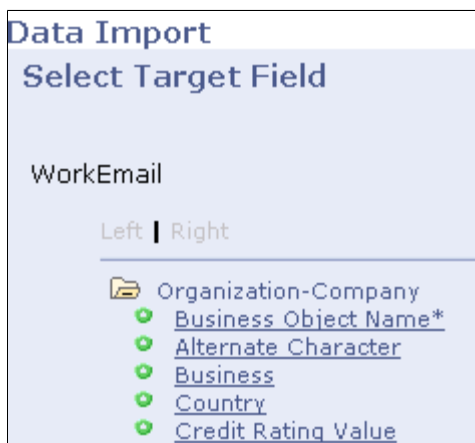 Data Import
Select Target Field
WorkEmail
Left | Right
Organization-Company
Business Object Name*
Alternate Character
Business
Country
Credit Rating Value